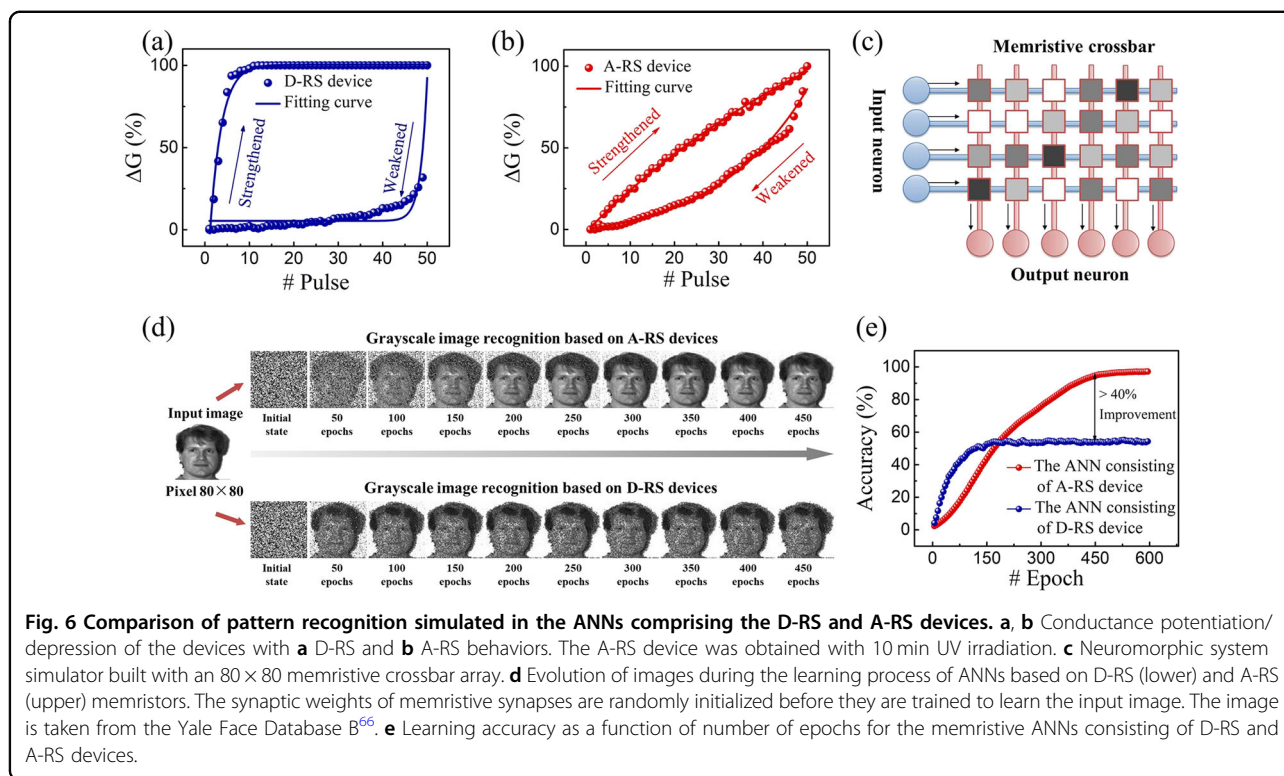 (a)
100
50
0
ΔG (%)
D-RS device
Fitting curve
Strengthened
Weakened
0 10 20 30 40 50
# Pulse
(b)
100
50
0
ΔG (%)
A-RS device
Fitting curve
Strengthened
Weakened
0 10 20 30 40 50
# Pulse
(c)
Memristive crossbar
Input neuron
Output neuron
(d)
Grayscale image recognition based on A-RS devices
Input image
Pixel 80×80
Initial state
50 epochs
100 epochs
150 epochs
200 epochs
250 epochs
300 epochs
350 epochs
400 epochs
450 epochs
Grayscale image recognition based on D-RS devices
Initial state
50 epochs
100 epochs
150 epochs
200 epochs
250 epochs
300 epochs
350 epochs
400 epochs
450 epochs
(e)
100
80
60
40
20
0
Accuracy (%)
> 40%
Improvement
The ANN consisting
of A-RS device
The ANN consisting
of D-RS device
0 150 300 450 600
# Epoch
Fig. 6 Comparison of pattern recognition simulated in the ANNs comprising the D-RS and A-RS devices. a, b Conductance potentiation/
depression of the devices with a D-RS and b A-RS behaviors. The A-RS device was obtained with 10 min UV irradiation. c Neuromorphic system
simulator built with an 80 × 80 memristive crossbar array. d Evolution of images during the learning process of ANNs based on D-RS (lower) and A-RS
(upper) memristors. The synaptic weights of memristive synapses are randomly initialized before they are trained to learn the input image. The image
is taken from the Yale Face Database B66. e Learning accuracy as a function of number of epochs for the memristive ANNs consisting of D-RS and
A-RS devices.